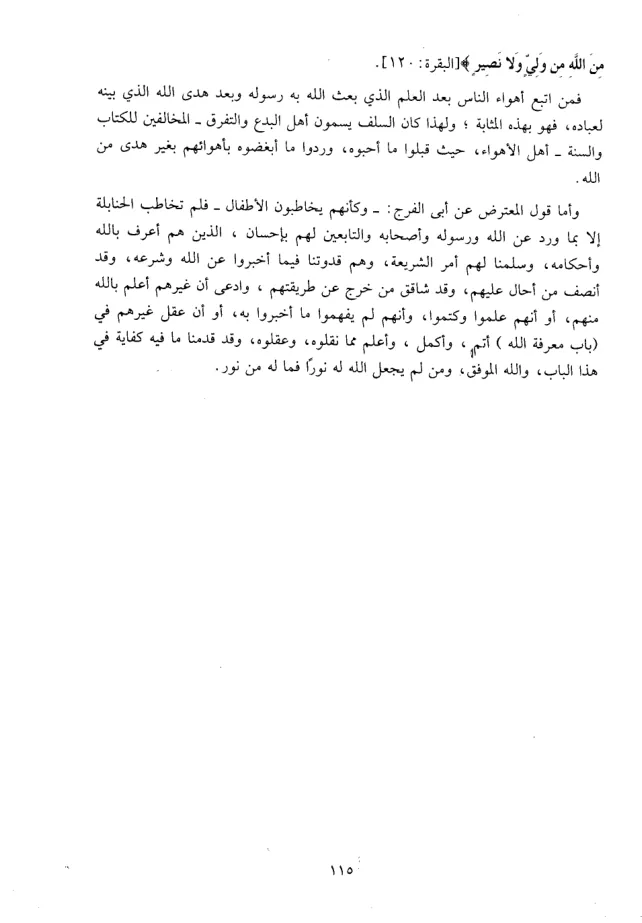 مِنَ اللَّهِ مِن وَلِيّ وَلا نَصِيرٍ ﴾[البقرة: ١٢٠].
فمن اتبع أهواء الناس بعد العلم الذي بعث الله به رسوله وبعد هدى الله الذي بينه
لعباده، فهو بهذه المثابة ؛ ولهذا كان السلف يسمون أهل البدع والتفرق ـ المخالفين للكتاب
والسنة ـ أهل الأهواء، حيث قبلوا ما أحبوه، وردوا ما أبغضوه بأهوائهم بغير هدى من
الله.
وأما قول المعترض عن أبى الفرج: ـ وكأنهم يخاطبون الأطفال ـ فلم تخاطب الحنابلة
إلا بما ورد عن الله ورسوله وأصحابه والتابعين لهم بإحسان ، الذين هم أعرف بالله
وأحكامه، وسلمنا لهم أمر الشريعة، وهم قدوتنا فيما أخبروا عن الله وشرعه، وقد
أنصف من أحال عليهم، وقد شاقق من خرج عن طريقتهم ، وادعى أن غيرهم أعلم بالله
منهم، أو أنهم علموا وكتموا، وأنهم لم يفهموا ما أخبروا به، أو أن عقل غيرهم في
(باب معرفة الله ) أتم ، وأكمل ، وأعلم مما نقلوه، وعقلوه، وقد قدمنا ما فيه كفاية في
هذا الباب، والله الموفق، ومن لم يجعل الله له نورًا فما له من نور.
١١٥